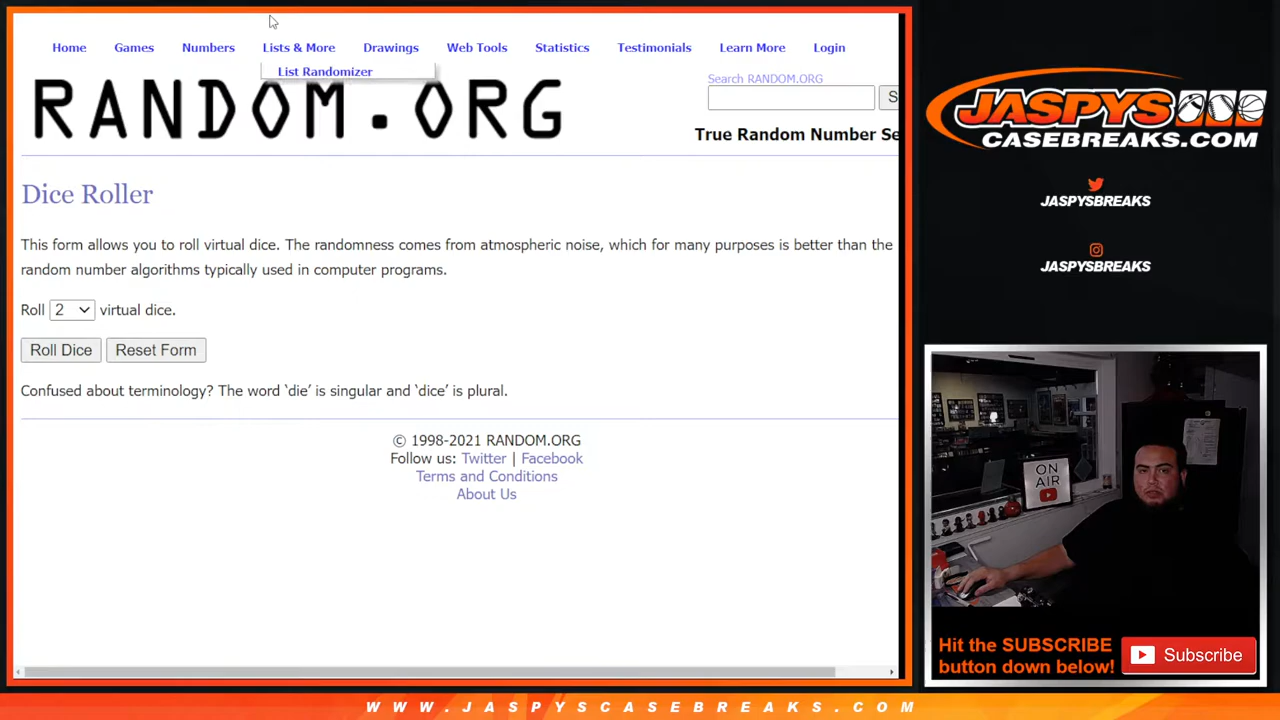 Home Games Numbers Lists & More Drawings Web Tools Statistics Testimonials Learn More Login
List Randomizer
RANDOM.ORG
Search RANDOM.ORG
S
True Random Number Se
Dice Roller
This form allows you to roll virtual dice. The randomness comes from atmospheric noise, which for many purposes is better than the
random number algorithms typically used in computer programs.
Roll 2 virtual dice.
Roll Dice Reset Form
Confused about terminology? The word ‘die’ is singular and ‘dice’ is plural.
© 1998-2021 RANDOM.ORG
Follow us: Twitter | Facebook
Terms and Conditions
About Us
JASPYS
CASEBREAKS.COM
JASPYSBREAKS
JASPYSBREAKS
ON
AIR
Hit the SUBSCRIBE
button down below!
Subscribe
WWW.JASPYSCASEBREAKS.COM